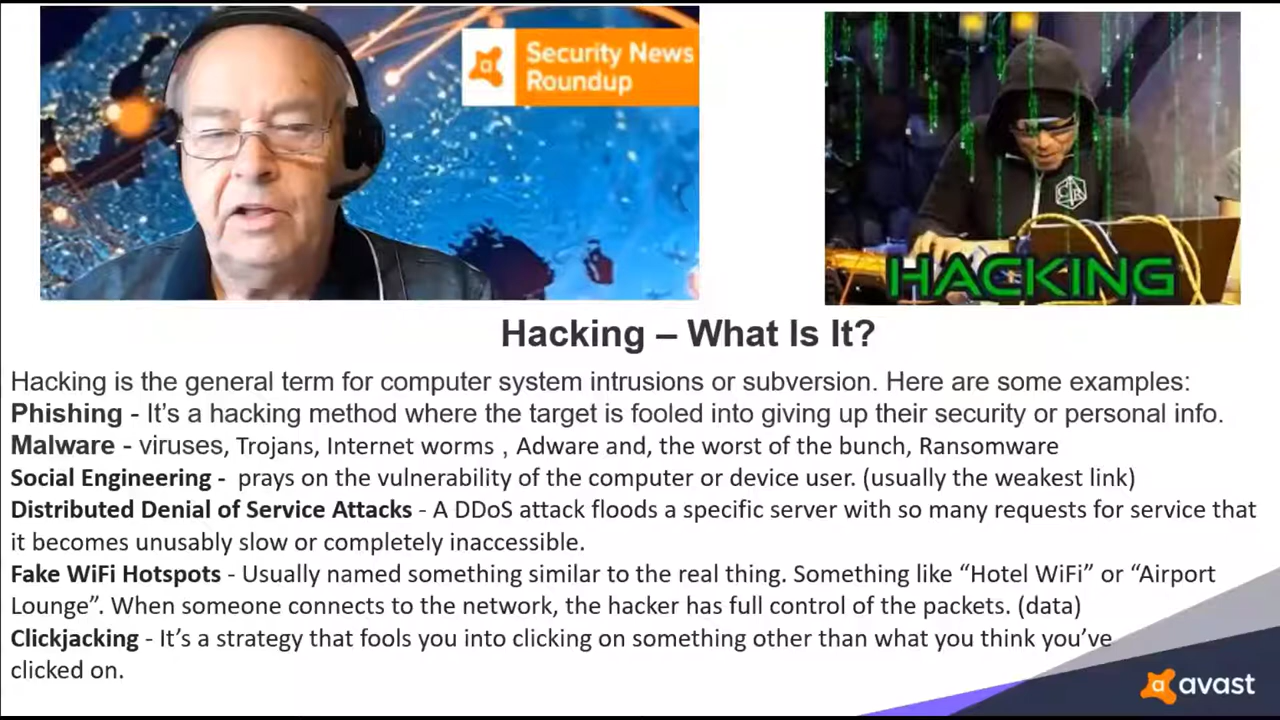 Security News
Roundup
HACKING
Hacking – What Is It?
Hacking is the general term for computer system intrusions or subversion. Here are some examples:
Phishing - It’s a hacking method where the target is fooled into giving up their security or personal info.
Malware - viruses, Trojans, Internet worms , Adware and, the worst of the bunch, Ransomware
Social Engineering - prays on the vulnerability of the computer or device user. (usually the weakest link)
Distributed Denial of Service Attacks - A DDoS attack floods a specific server with so many requests for service that
it becomes unusably slow or completely inaccessible.
Fake WiFi Hotspots - Usually named something similar to the real thing. Something like “Hotel WiFi” or “Airport
Lounge”. When someone connects to the network, the hacker has full control of the packets. (data)
Clickjacking - It’s a strategy that fools you into clicking on something other than what you think you’ve
clicked on.
avast